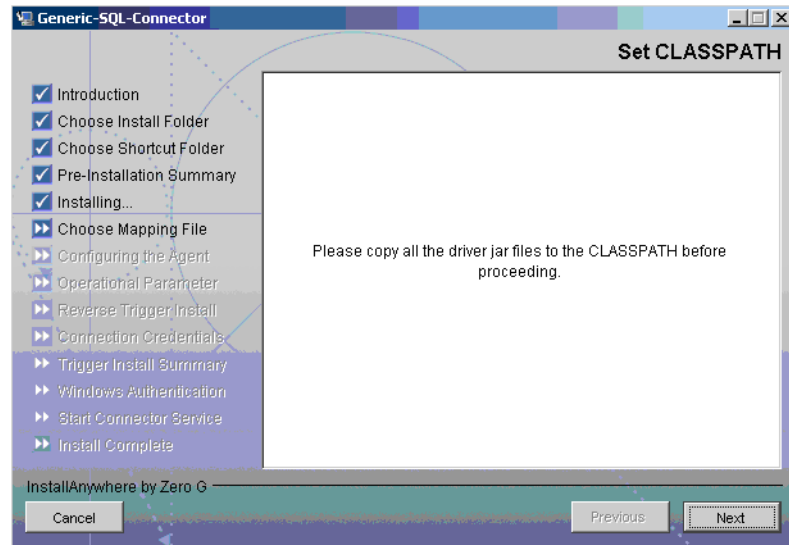 Generic-SQL-Connector
Set CLASSPATH
Introduction
Choose Install Folder
Choose Shortcut Folder
Pre-Installation Summary
Installing...
Choose Mapping File
Configuring the Agent
Operational Parameter
Reverse Trigger Install
Connection Credentials
Trigger Install Summary
Windows Authentication
Start Connector Service
Install Complete
Please copy all the driver jar files to the CLASSPATH before
proceeding.
InstallAnywhere by Zero G
Cancel
Previous
Next